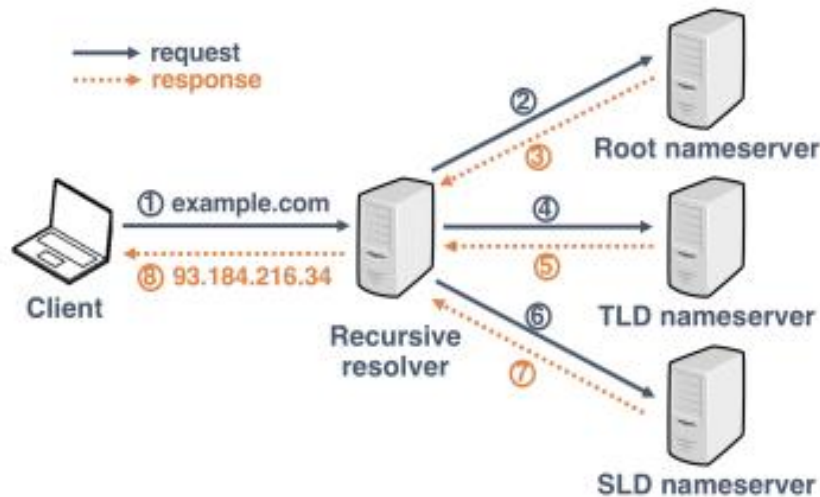 request
response
②
③
Root nameserver
① example.com
④
⑤
⑧ 93.184.216.34
Client
Recursive
resolver
TLD nameserver
⑥
⑦
SLD nameserver